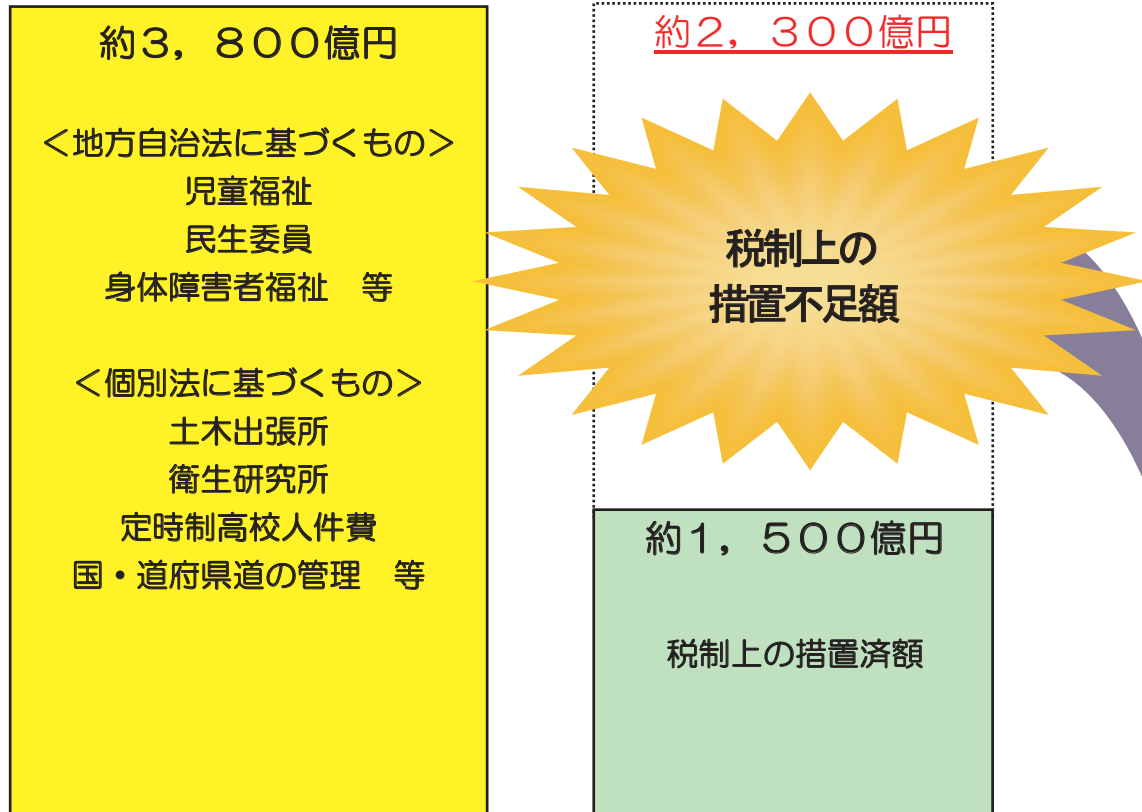 約３，８００億円
＜地方自治法に基づくもの＞
児童福祉
民生委員
身体障害者福祉　等
＜個別法に基づくもの＞
土木出張所
衛生研究所
定時制高校人件費
国・道府県道の管理　等
約２，３００億円
税制上の
措置不足額
約１，５００億円
税制上の措置済額